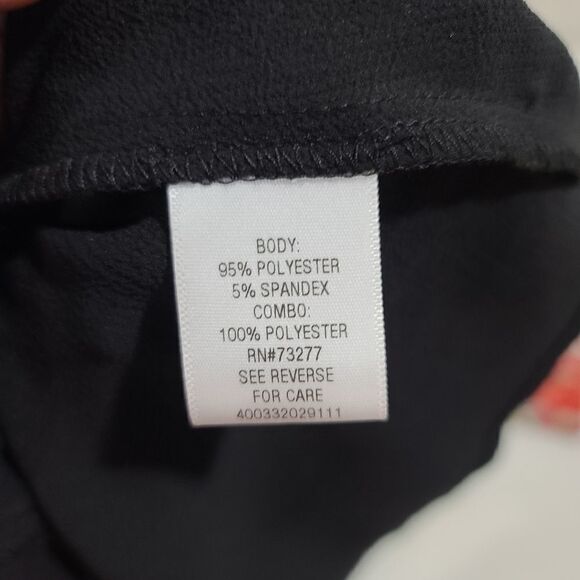 BODY:
95% POLYESTER
5% SPANDEX
COMBO:
100% POLYESTER
RN#73277
SEE REVERSE
FOR CARE
400332029111